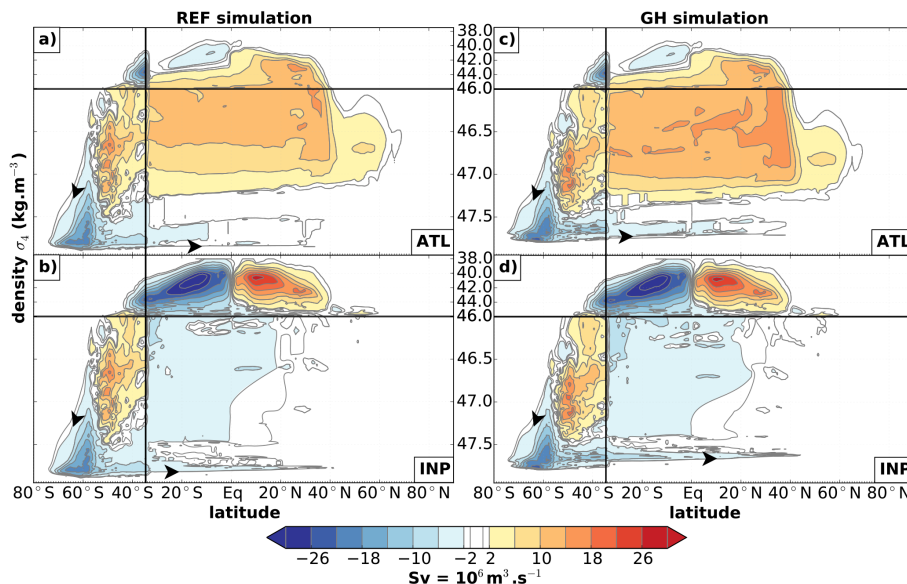 REF simulation
GH simulation
a)
c)
38.0
40.0
42.0
44.0
46.0
46.5
47.0
47.5
ATL
ATL
b)
d)
38.0
40.0
42.0
44.0
46.0
46.5
47.0
47.5
INP
INP
density σ₄ (kg.m⁻³)
80°S 60°S 40°S 20°S Eq 20°N 40°N 60°N 80°N
60°S 40°S 20°S Eq 20°N 40°N 60°N 80°N
latitude
latitude
−26 −18 −10 −2 2 10 18 26
Sv = 10⁶ m³.s⁻¹